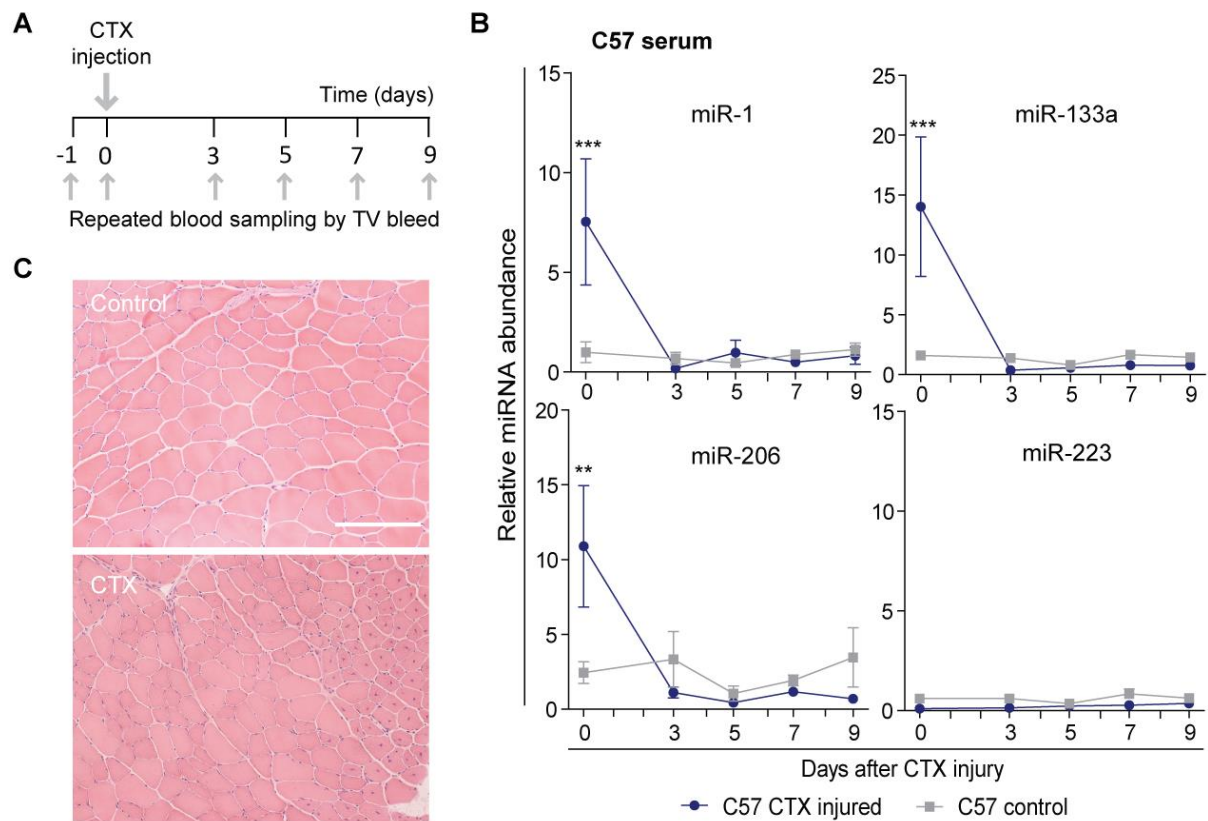 A
CTX
injection
Time (days)
-1 0 3 5 7 9
Repeated blood sampling by TV bleed
B
C57 serum
Relative miRNA abundance
miR-1
15
10
5
0
***
0 3 5 7 9
miR-133a
25
20
15
10
5
0
***
0 3 5 7 9
miR-206
20
15
10
5
0
**
0 3 5 7 9
miR-223
15
10
5
0
0 3 5 7 9
Days after CTX injury
C57 CTX injured C57 control
C
Control
CTX